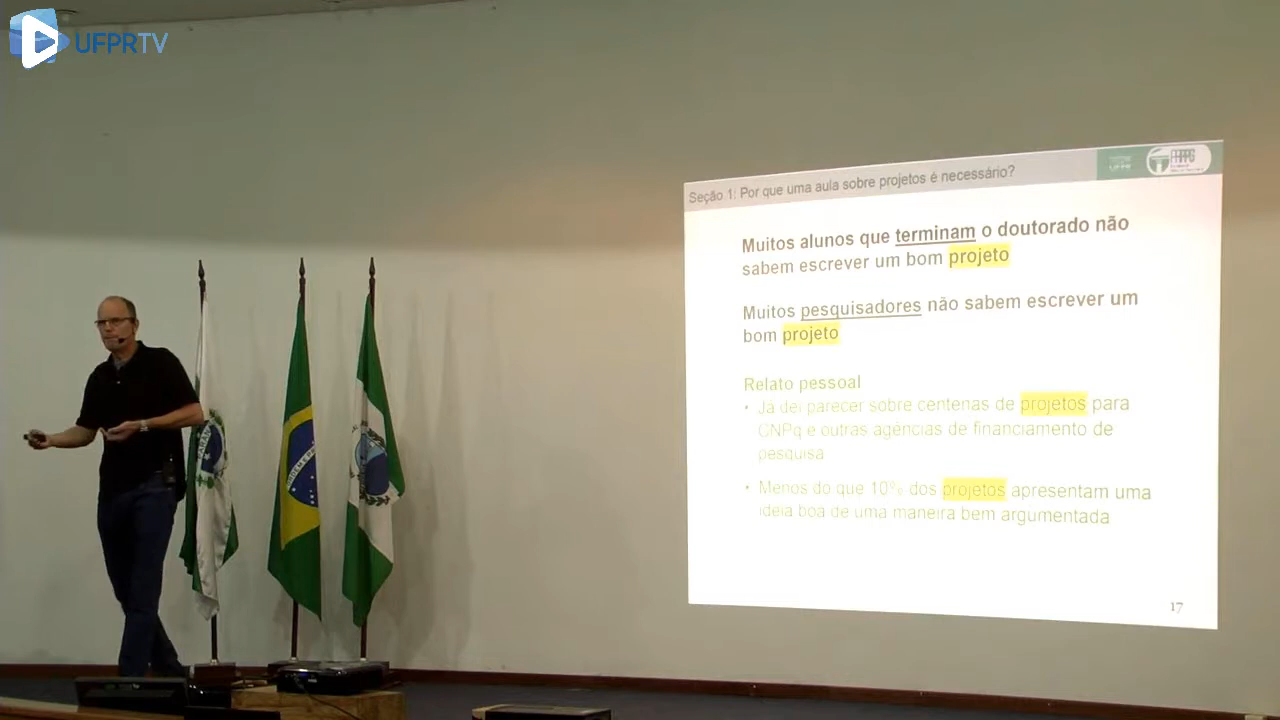 UFPRTV
Seção 1: Por que uma aula sobre projetos é necessário?
UFPR
PRPPG
Muitos alunos que terminam o doutorado não
sabem escrever um bom projeto
Muitos pesquisadores não sabem escrever um
bom projeto
Relato pessoal
• Já dei parecer sobre centenas de projetos para
CNPq e outras agências de financiamento de
pesquisa
• Menos do que 10% dos projetos apresentam uma
ideia boa de uma maneira bem argumentada
17